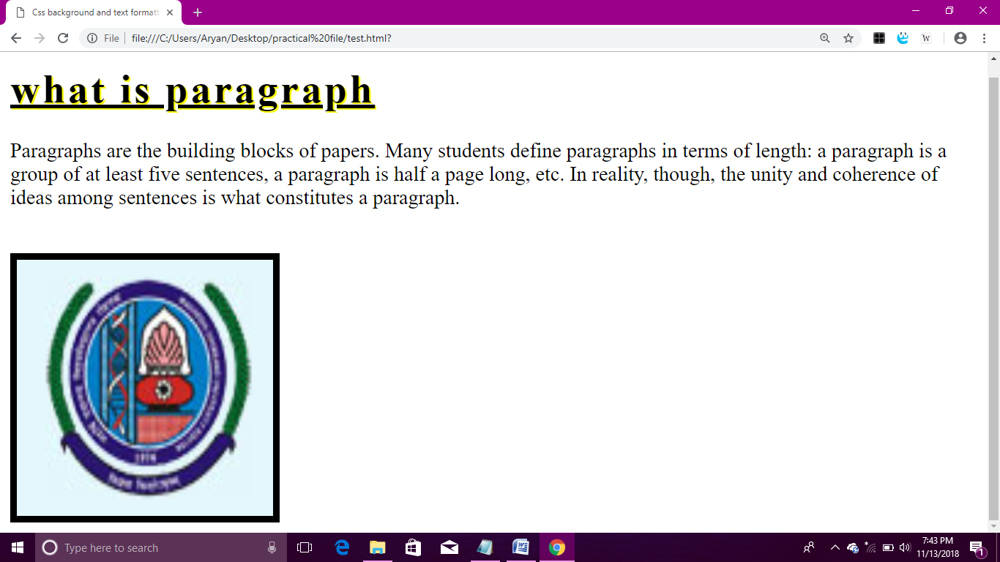 Css background and text formatt
File
file:///C:/Users/Aryan/Desktop/practical%20file/test.html?
W
what is paragraph
Paragraphs are the building blocks of papers. Many students define paragraphs in terms of length: a paragraph is a
group of at least five sentences, a paragraph is half a page long, etc. In reality, though, the unity and coherence of
ideas among sentences is what constitutes a paragraph.
Type here to search
7:43 PM
11/13/2018
1